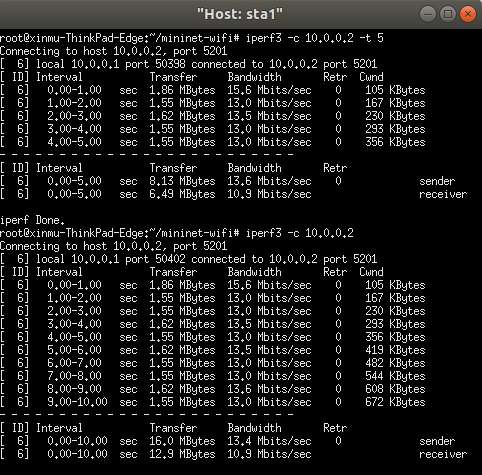 "Host: sta1"
root@xinmu-ThinkPad-Edge:~/mininet-wifi# iperf3 -c 10.0.0.2 -t 5
Connecting to host 10.0.0.2, port 5201
[  6] local 10.0.0.1 port 50398 connected to 10.0.0.2 port 5201
[ ID] Interval           Transfer     Bandwidth       Retr  Cwnd
[  6]   0.00-1.00   sec  1.86 MBytes  15.6 Mbits/sec    0    105 KBytes
[  6]   1.00-2.00   sec  1.55 MBytes  13.0 Mbits/sec    0    167 KBytes
[  6]   2.00-3.00   sec  1.62 MBytes  13.5 Mbits/sec    0    230 KBytes
[  6]   3.00-4.00   sec  1.55 MBytes  13.0 Mbits/sec    0    293 KBytes
[  6]   4.00-5.00   sec  1.55 MBytes  13.0 Mbits/sec    0    356 KBytes
- - - - - - - - - - - - - - - - - - - - - - - - -
[ ID] Interval           Transfer     Bandwidth       Retr
[  6]   0.00-5.00   sec  8.13 MBytes  13.6 Mbits/sec    0             sender
[  6]   0.00-5.00   sec  6.49 MBytes  10.9 Mbits/sec                  receiver
iperf Done.
root@xinmu-ThinkPad-Edge:~/mininet-wifi# iperf3 -c 10.0.0.2
Connecting to host 10.0.0.2, port 5201
[  6] local 10.0.0.1 port 50402 connected to 10.0.0.2 port 5201
[ ID] Interval           Transfer     Bandwidth       Retr  Cwnd
[  6]   0.00-1.00   sec  1.86 MBytes  15.6 Mbits/sec    0    105 KBytes
[  6]   1.00-2.00   sec  1.55 MBytes  13.0 Mbits/sec    0    167 KBytes
[  6]   2.00-3.00   sec  1.55 MBytes  13.0 Mbits/sec    0    230 KBytes
[  6]   3.00-4.00   sec  1.62 MBytes  13.5 Mbits/sec    0    293 KBytes
[  6]   4.00-5.00   sec  1.55 MBytes  13.0 Mbits/sec    0    356 KBytes
[  6]   5.00-6.00   sec  1.62 MBytes  13.5 Mbits/sec    0    419 KBytes
[  6]   6.00-7.00   sec  1.55 MBytes  13.0 Mbits/sec    0    482 KBytes
[  6]   7.00-8.00   sec  1.55 MBytes  13.0 Mbits/sec    0    544 KBytes
[  6]   8.00-9.00   sec  1.62 MBytes  13.6 Mbits/sec    0    608 KBytes
[  6]   9.00-10.00  sec  1.55 MBytes  13.0 Mbits/sec    0    672 KBytes
- - - - - - - - - - - - - - - - - - - - - - - - -
[ ID] Interval           Transfer     Bandwidth       Retr
[  6]   0.00-10.00  sec  16.0 MBytes  13.4 Mbits/sec    0             sender
[  6]   0.00-10.00  sec  12.9 MBytes  10.9 Mbits/sec                  receiver